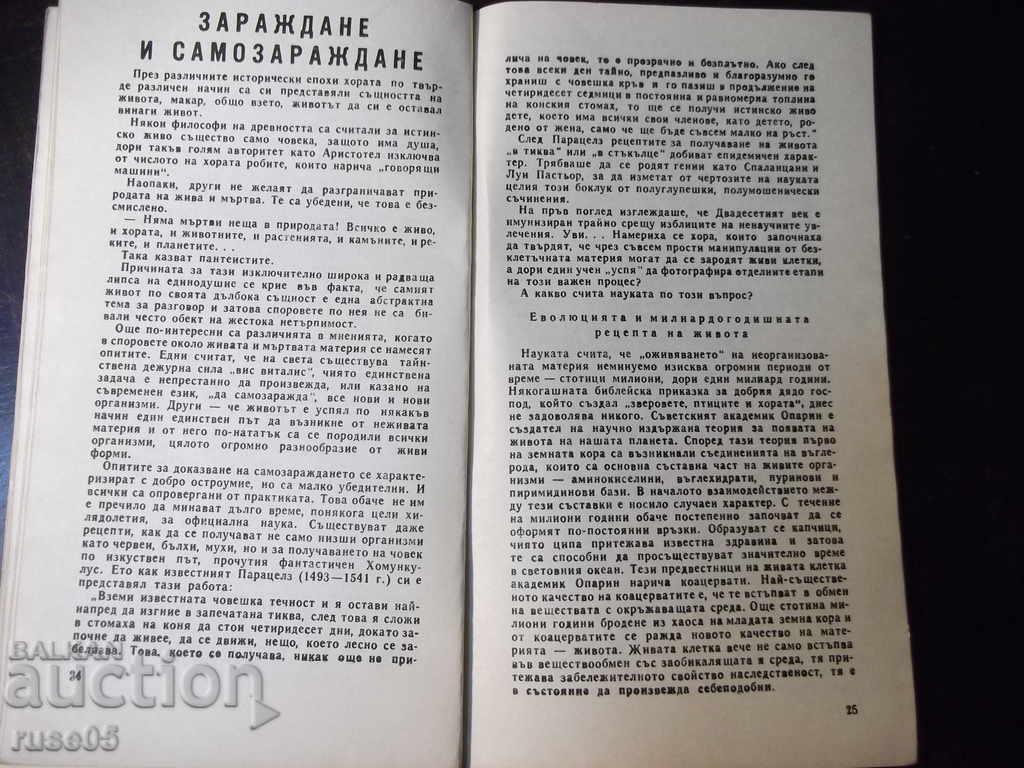 ЗАРАЖДАНЕ
И САМОЗАРАЖДАНЕ
През различните исторически епохи хората по твър-
де различен начин са си представяли същността на
живота, макар, общо взето, животът да си е оставал
винаги живот.
Някои философи на древността са считали за истин-
ско живо същество само човека, защото има душа,
дори такъв голям авторитет като Аристотел изключва
от числото на хората робите, които нарича „говорящи
машини“.
Наопаки, други не желаят да разграничават при-
родата на жива и мъртва. Те са убедени, че това е без-
смислено.
— Няма мъртви неща в природата! Всичко е живо,
и хората, и животните, и растенията, и камъните, и ре-
ките, и планетите. . .
Така казват пантеистите.
Причината за тази изключително широка и радваща
липса на единодушие се крие във факта, че самият
живот по своята дълбока същност е една абстрактна
тема за разговор и затова споровете по нея не са би-
вали често обект на жестока нетърпимост.
Още по-интересни са различията в мненията, когато
в споровете около живата и мъртвата материя се намесят
опитите. Едни считат, че на света съществува тайн-
ствена дежурна сила „вис виталис“, чиято единствена
задача е непрестанно да произвежда, или казано на
съвременен език, „да самозаражда“, все нови и нови
организми. Други — че животът е успял по някакъв
начин един единствен път да възникне от неживата
материя и от него по-нататък са се породили всички
организми, цялото огромно разнообразие от живи
форми.
Опитите за доказване на самозараждането се характе-
ризират с добро остроумие, но са малко убедителни. И
всички са опровергани от практиката. Това обаче не им
е пречило да минават дълго време, понякога цели хи-
лядолетия, за официална наука. Съществуват даже
рецепти, как да се получават не само низши организми
като червеи, бълхи, мухи, но и за получаването на човек
по изкуствен път, прочутия фантастичен Хомунку-
лус. Ето как известният Парацелз (1493—1541 г.) си е
представял тази работа:
„Вземи известната човешка течност и я остави най-
напред да изгние в запечатана тиква, след това я сложи
в стомаха на коня да стои четиридесет дни, докато за-
почне да живее, да се движи, нещо, което лесно се за-
белязва. Това, което се получава, никак още не при-
24
лича на човек, то е прозрачно и безплътно. Ако след
това всеки ден тайно, предпазливо и благоразумно го
храниш с човешка кръв и го пазиш в продължение на
четиридесет седмици в постоянна и равномерна топлина
на конския стомах, то ще се получи истинско живо
дете, което има всички свои членове, като детето, ро-
дено от жена, само че ще бъде съвсем малко на ръст.“
След Парацелз рецептите за получаване на живота
„в тиква“ или „в стъкълце“ добиват епидемичен харак-
тер. Трябваше да се родят гении като Спаланцани и
Луи Пастьор, за да изметат от чертозите на науката
целия този боклук от полуглупешки, полумошенически
съчинения.
На пръв поглед изглеждаше, че Двадесетият век е
имунизиран трайно срещу изблиците на ненаучните ув-
лечения. Уви. . . Намериха се хора, които започнаха
да твърдят, че чрез съвсем прости манипулации от без-
клетъчната материя могат да се зародят живи клетки,
а дори един учен „успя“ да фотографира отделните етапи
на този важен процес?
А какво счита науката по този въпрос?
Еволюцията и милиардогодишната
рецепта на живота
Науката счита, че „оживяването“ на неорганизова-
ната материя неминуемо изисква огромни периоди от
време — стотици милиони, дори един милиард години.
Някогашната библейска приказка за добрия дядо гос-
под, който създал „зверовете, птиците и хората“, днес
не задоволява никого. Съветският академик Опарин е
създател на научно издържана теория за появата на
живота на нашата планета. Според тази теория първо
на земната кора са възникнали съединенията на въгле-
рода, които са основна съставна част на живите орга-
низми — аминокиселини, въглехидрати, пуринови и
пиримидинови бази. В началото взаимодействието меж-
ду тези съставки е носило случаен характер. С течение
на милиони години обаче постепенно започват да се
оформят по-постоянни връзки. Образуват се капчици,
чиято ципа притежава известна здравина и затова
те са способни да просъществуват значително време
в световния океан. Тези предвестници на живата клетка
академик Опарин нарича коацервати. Най-съществе-
ното качество на коацерватите е, че те встъпват в обмен
на веществата с окръжаващата среда. Още стотина ми-
лиони години бродене из хаоса на младата земна кора и
от коацерватите се ражда новото качество на мате-
рията — живота. Живата клетка вече не само встъпва
във веществообмен със заобикалящата я среда, тя при-
тежава забележителното свойство наследственост, тя е
в състояние да произвежда себеподобни.
25
BALKAN
auction
ruse05